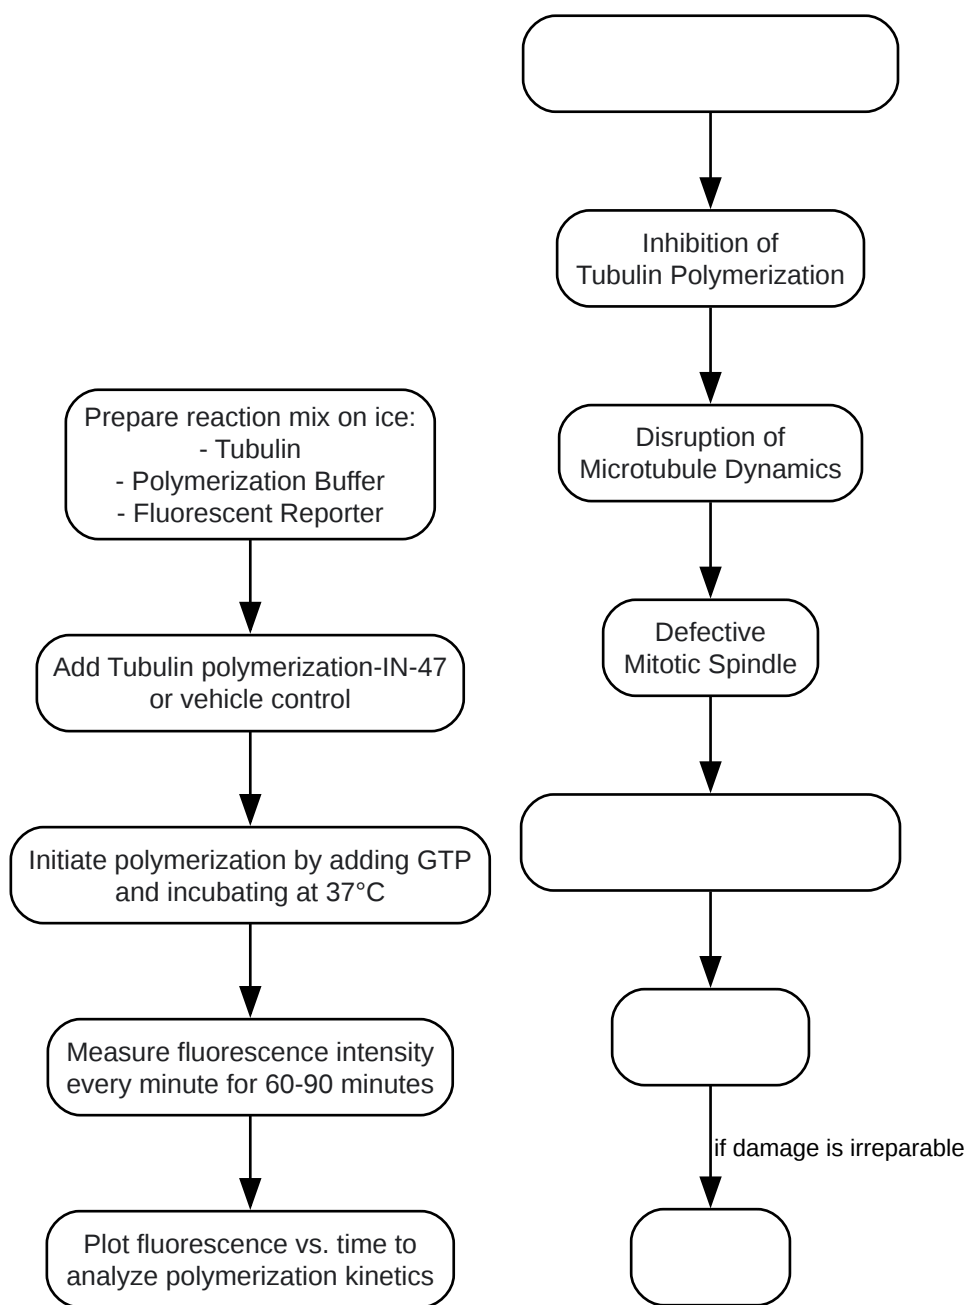 Prepare reaction mix on ice:
- Tubulin
- Polymerization Buffer
- Fluorescent Reporter
Add Tubulin polymerization-IN-47
or vehicle control
Initiate polymerization by adding GTP
and incubating at 37°C
Measure fluorescence intensity
every minute for 60-90 minutes
Plot fluorescence vs. time to
analyze polymerization kinetics
Inhibition of
Tubulin Polymerization
Disruption of
Microtubule Dynamics
Defective
Mitotic Spindle
if damage is irreparable